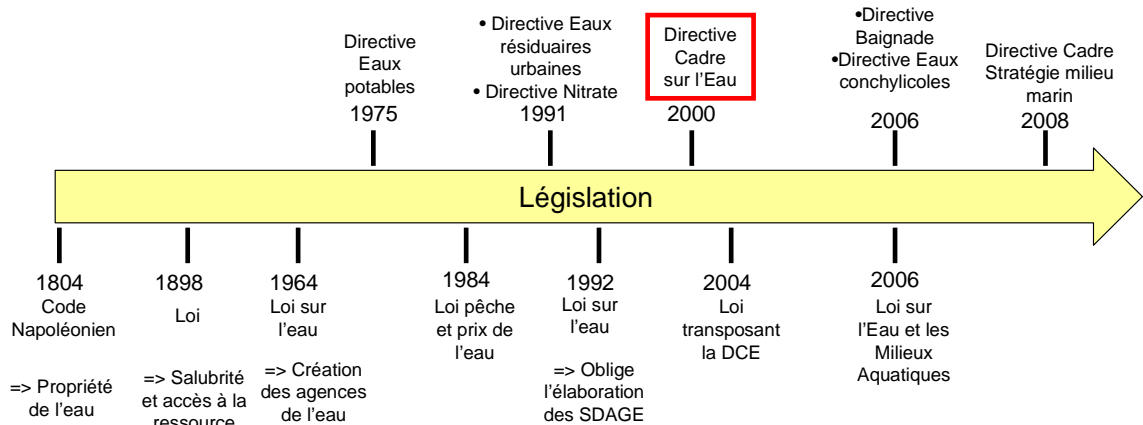 Directive
Eaux
potables
1975
• Directive Eaux
résiduaires
urbaines
• Directive Nitrate
1991
Directive
Cadre
sur l'Eau
2000
•Directive
Baignade
•Directive Eaux
conchylicoles
2006
Directive Cadre
Stratégie milieu
marin
2008
Législation
1804
Code
Napoléonien
=> Propriété
de l'eau
1898
Loi
=> Salubrité
et accès à la
ressource
1964
Loi sur
l'eau
=> Création
des agences
de l'eau
1984
Loi pêche
et prix de
l'eau
1992
Loi sur
l'eau
=> Oblige
l'élaboration
des SDAGE
2004
Loi
transposant
la DCE
2006
Loi sur
l'Eau et les
Milieux
Aquatiques